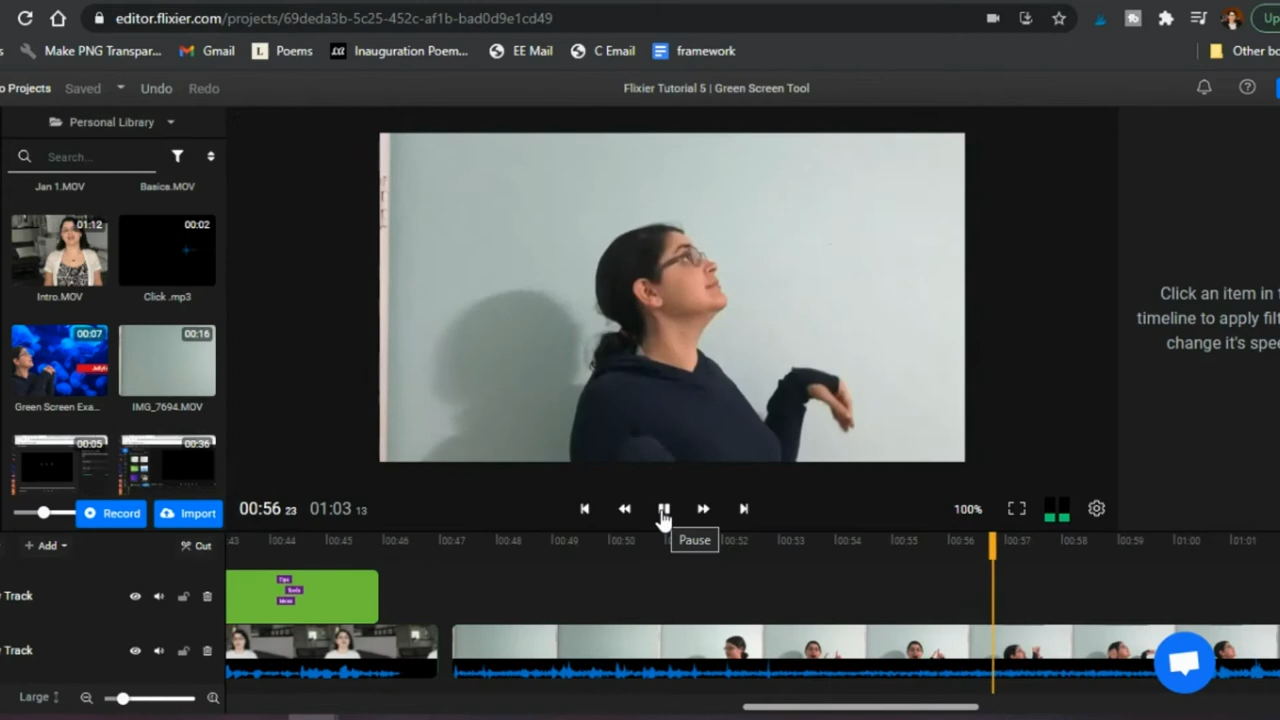 editor.flixier.com/projects/69deda3b-5c25-452c-af1b-bad0d9e1cd49
Make PNG Transpar... Gmail Poems Inauguration Poem... EE Mail C Email framework Other bo
o Projects Saved Undo Redo Flixier Tutorial 5 | Green Screen Tool
Personal Library
Search...
Jan 1.MOV Basics.MOV
01:12 00:02
Intro.MOV Click .mp3
00:07 00:16
Green Screen Exa... IMG_7694.MOV
00:05 00:36
Record Import
Click an item in t
timeline to apply filt
change it's spee
00:56 23 01:03 13 100%
Pause
+ Add Cut
:43 00:44 00:45 00:46 00:47 00:48 00:49 00:50 00:52 00:53 00:54 00:55 00:56 00:57 00:58 00:59 01:00 01:01
Tips
Tools
Ideas
Track
Track
Large